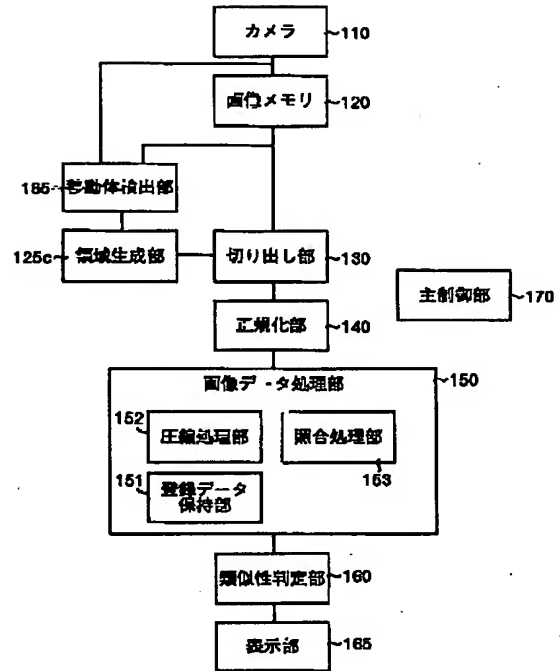 カメラ
110
画像メモリ
120
185
移動体検出部
125c
領域生成部
切り出し部
130
主制御部
170
正規化部
140
画像データ処理部
150
152
圧縮処理部
照合処理部
153
151
登録データ
保持部
類似性判定部
160
表示部
165